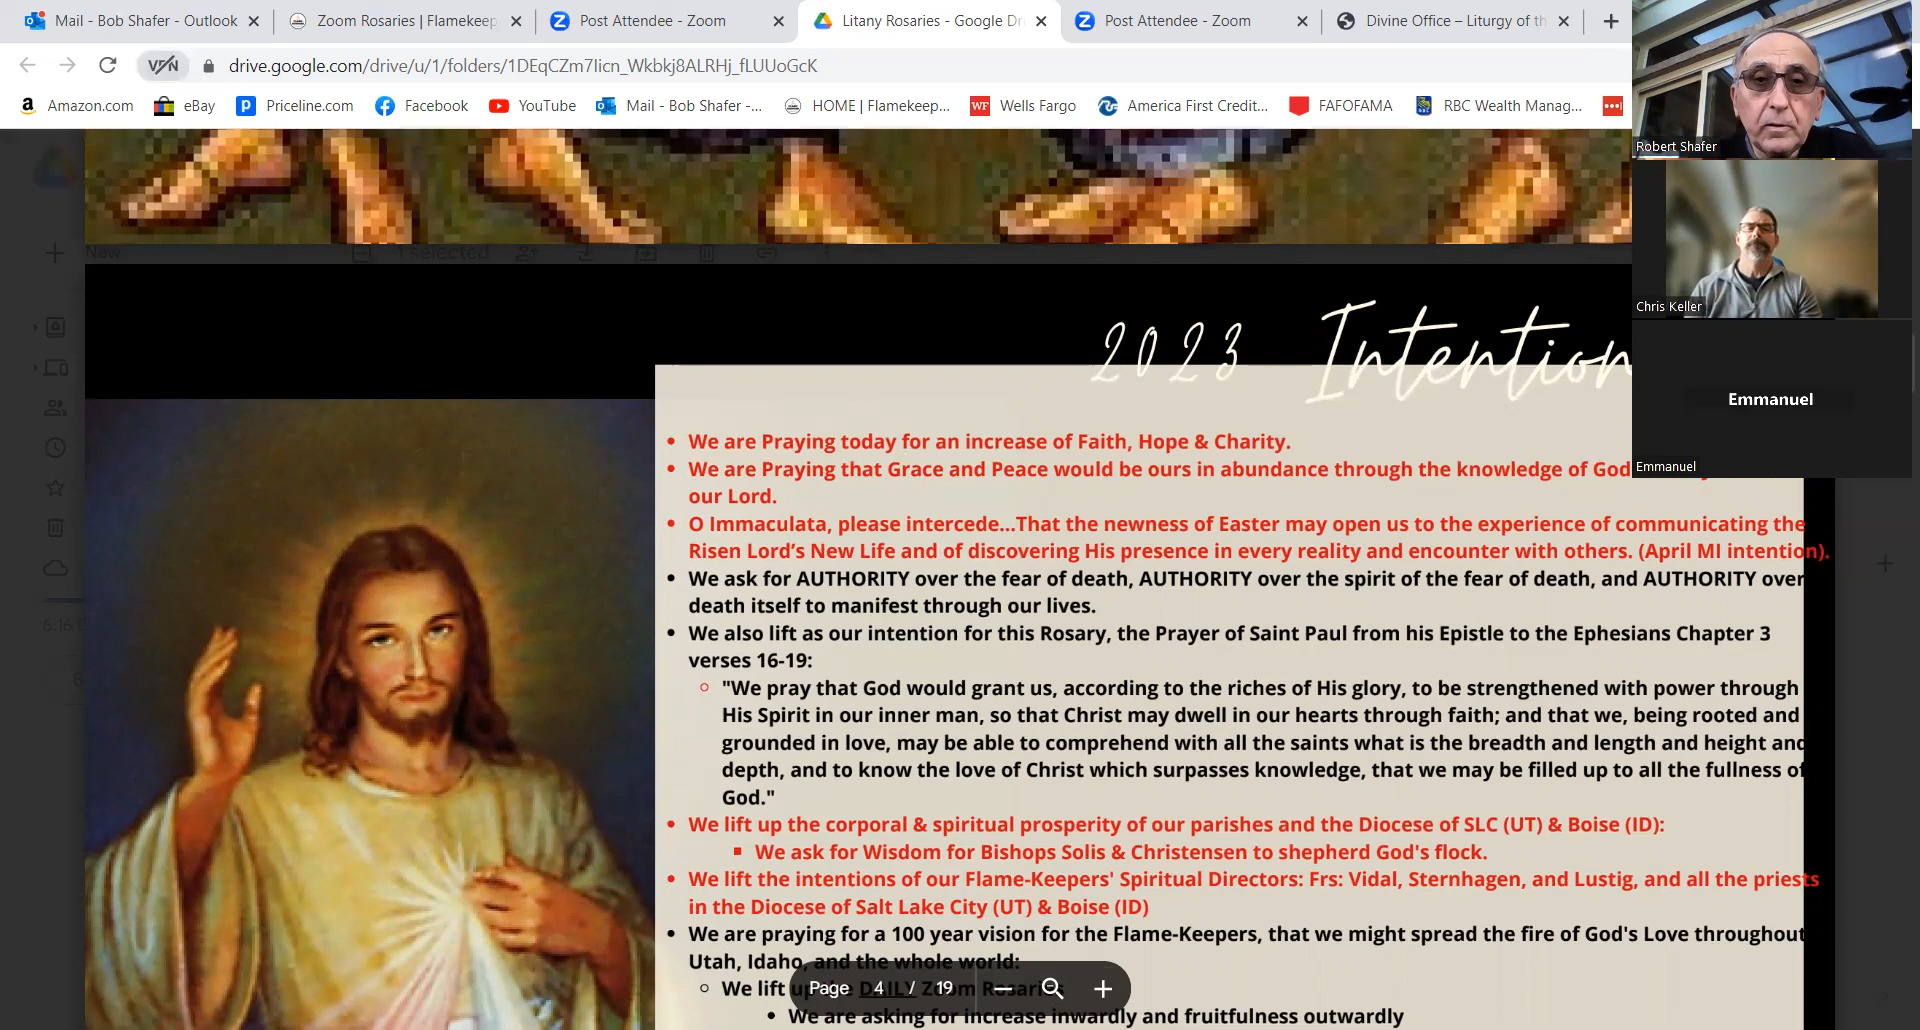 Mail - Bob Shafer - Outlook
Zoom Rosaries | Flamekeep
Post Attendee - Zoom
Litany Rosaries - Google Dr
Post Attendee - Zoom
Divine Office – Liturgy of th
VPN
drive.google.com/drive/u/1/folders/1DEqCZm7Iicn_Wkbkj8ALRHj_fLUUoGcK
Amazon.com
eBay
Priceline.com
Facebook
YouTube
Mail - Bob Shafer -...
HOME | Flamekeep...
Wells Fargo
America First Credit...
FAFOFAMA
RBC Wealth Manag...
Robert Shafer
Chris Keller
Emmanuel
Emmanuel
New
1 selected
2023 Intention
• We are Praying today for an increase of Faith, Hope & Charity.
• We are Praying that Grace and Peace would be ours in abundance through the knowledge of God
our Lord.
• O Immaculata, please intercede...That the newness of Easter may open us to the experience of communicating the
Risen Lord's New Life and of discovering His presence in every reality and encounter with others. (April MI intention).
• We ask for AUTHORITY over the fear of death, AUTHORITY over the spirit of the fear of death, and AUTHORITY over
death itself to manifest through our lives.
• We also lift as our intention for this Rosary, the Prayer of Saint Paul from his Epistle to the Ephesians Chapter 3
verses 16-19:
"We pray that God would grant us, according to the riches of His glory, to be strengthened with power through
His Spirit in our inner man, so that Christ may dwell in our hearts through faith; and that we, being rooted and
grounded in love, may be able to comprehend with all the saints what is the breadth and length and height and
depth, and to know the love of Christ which surpasses knowledge, that we may be filled up to all the fullness of
God."
• We lift up the corporal & spiritual prosperity of our parishes and the Diocese of SLC (UT) & Boise (ID):
We ask for Wisdom for Bishops Solis & Christensen to shepherd God's flock.
• We lift the intentions of our Flame-Keepers' Spiritual Directors: Frs: Vidal, Sternhagen, and Lustig, and all the priests
in the Diocese of Salt Lake City (UT) & Boise (ID)
• We are praying for a 100 year vision for the Flame-Keepers, that we might spread the fire of God's Love throughout
Utah, Idaho, and the whole world:
We lift DAILY Zoom
Page 4 / 19
• We are asking for increase inwardly and fruitfulness outwardly